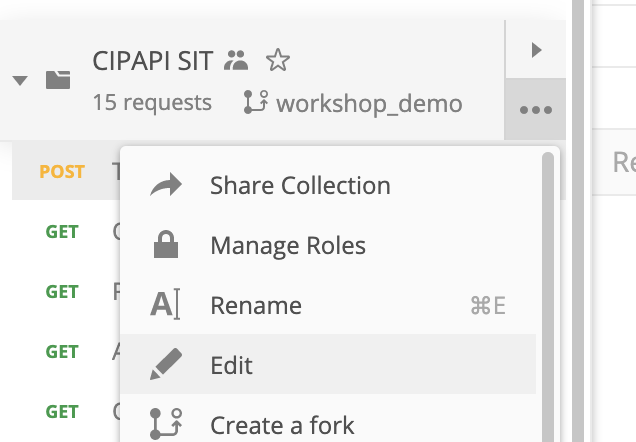 CIPAPI SIT
15 requests workshop_demo
POST T
Share Collection
GET
Manage Roles
GET
Rename ⌘E
GET
Edit
GET
Create a fork
Re